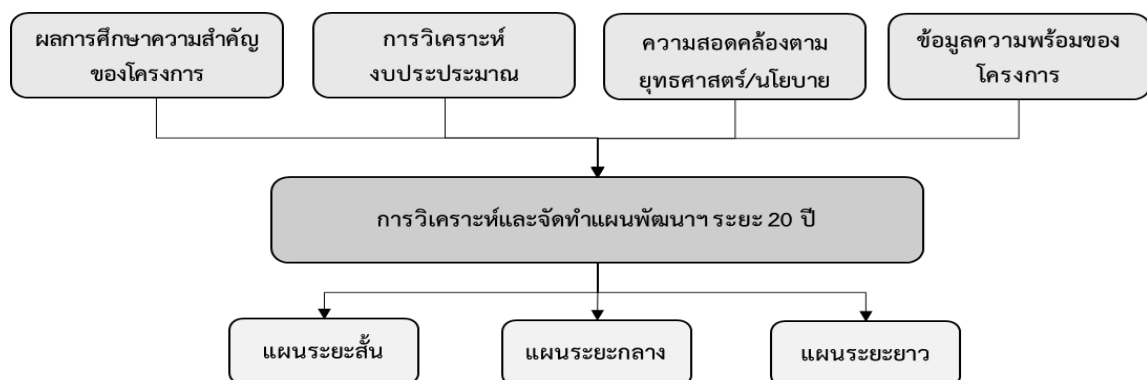 ผลการศึกษาความสำคัญ
ของโครงการ
การวิเคราะห์
งบประประมาณ
ความสอดคล้องตาม
ยุทธศาสตร์/นโยบาย
ข้อมูลความพร้อมของ
โครงการ
การวิเคราะห์และจัดทำแผนพัฒนาฯ ระยะ 20 ปี
แผนระยะสั้น
แผนระยะกลาง
แผนระยะยาว